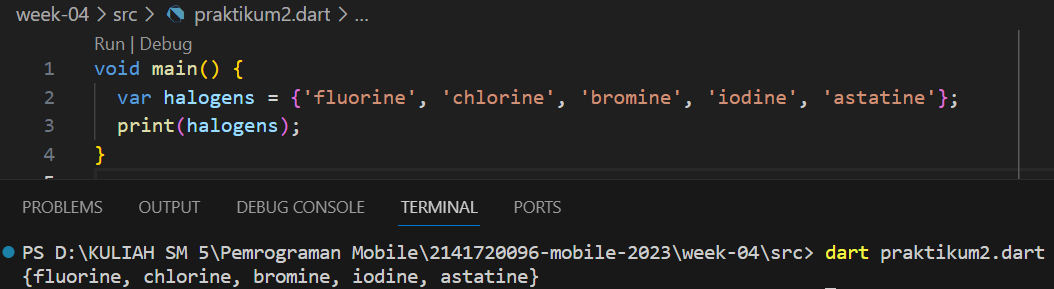 week-04 > src > praktikum2.dart > ...
Run | Debug
1 void main() {
2 var halogens = {'fluorine', 'chlorine', 'bromine', 'iodine', 'astatine'};
3 print(halogens);
4 }
5
PROBLEMS OUTPUT DEBUG CONSOLE TERMINAL PORTS
PS D:\KULIAH SM 5\Pemrograman Mobile\2141720096-mobile-2023\week-04\src> dart praktikum2.dart
{fluorine, chlorine, bromine, iodine, astatine}